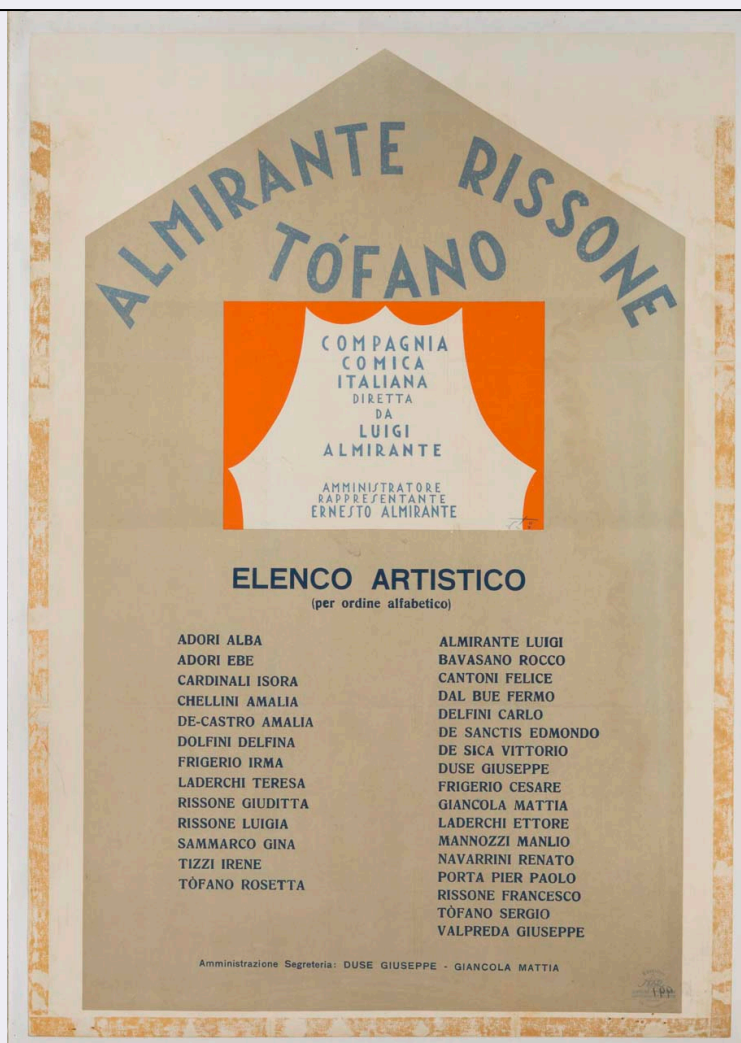 ALMIRANTE RISSONE
TÓFANO
COMPAGNIA
COMICA
ITALIANA
DIRETTA
DA
LUIGI
ALMIRANTE
AMMINISTRATORE
RAPPRESENTANTE
ERNESTO ALMIRANTE
ELENCO ARTISTICO
(per ordine alfabetico)
ADORI ALBA
ADORI EBE
CARDINALI ISORA
CHELLINI AMALIA
DE-CASTRO AMALIA
DOLFINI DELFINA
FRIGERIO IRMA
LADERCHI TERESA
RISSONE GIUDITTA
RISSONE LUIGIA
SAMMARCO GINA
TIZZI IRENE
TÒFANO ROSETTA
ALMIRANTE LUIGI
BAVASANO ROCCO
CANTONI FELICE
DAL BUE FERMO
DELFINI CARLO
DE SANCTIS EDMONDO
DE SICA VITTORIO
DUSE GIUSEPPE
FRIGERIO CESARE
GIANCOLA MATTIA
LADERCHI ETTORE
MANNOZZI MANLIO
NAVARRINI RENATO
PORTA PIER PAOLO
RISSONE FRANCESCO
TÒFANO SERGIO
VALPREDA GIUSEPPE
Amministrazione Segreteria: DUSE GIUSEPPE - GIANCOLA MATTIA